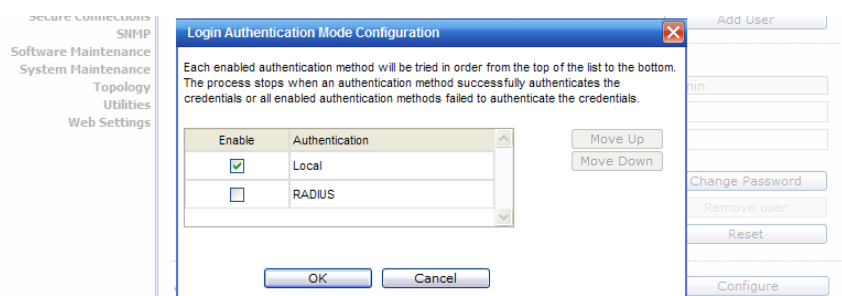 Secure Connections
SNMP
Software Maintenance
System Maintenance
Topology
Utilities
Web Settings
Login Authentication Mode Configuration
Each enabled authentication method will be tried in order from the top of the list to the bottom.
The process stops when an authentication method successfully authenticates the
credentials or all enabled authentication methods failed to authenticate the credentials.
Enable Authentication
Local
RADIUS
Move Up
Move Down
OK Cancel
Add User
Change Password
Remove user
Reset
Configure